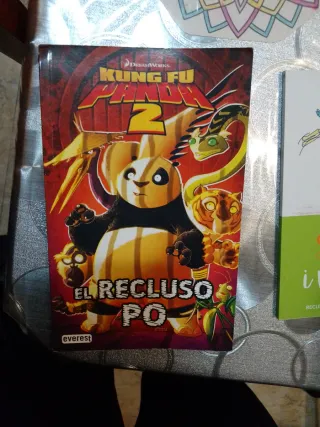 DREAMWORKS
KUNG FU
PANDA
2
EL RECLUSO
PO
everest